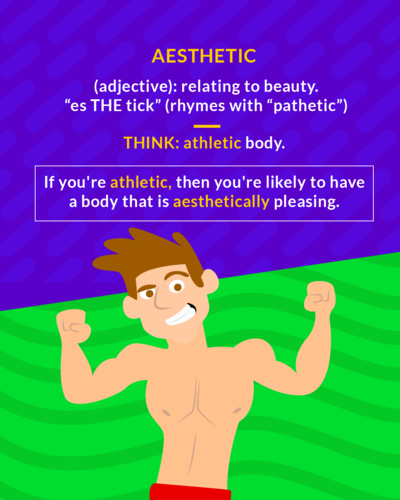 AESTHETIC
(adjective): relating to beauty.
“es THE tick” (rhymes with “pathetic”)
THINK: athletic body.
If you're athletic, then you're likely to have
a body that is aesthetically pleasing.